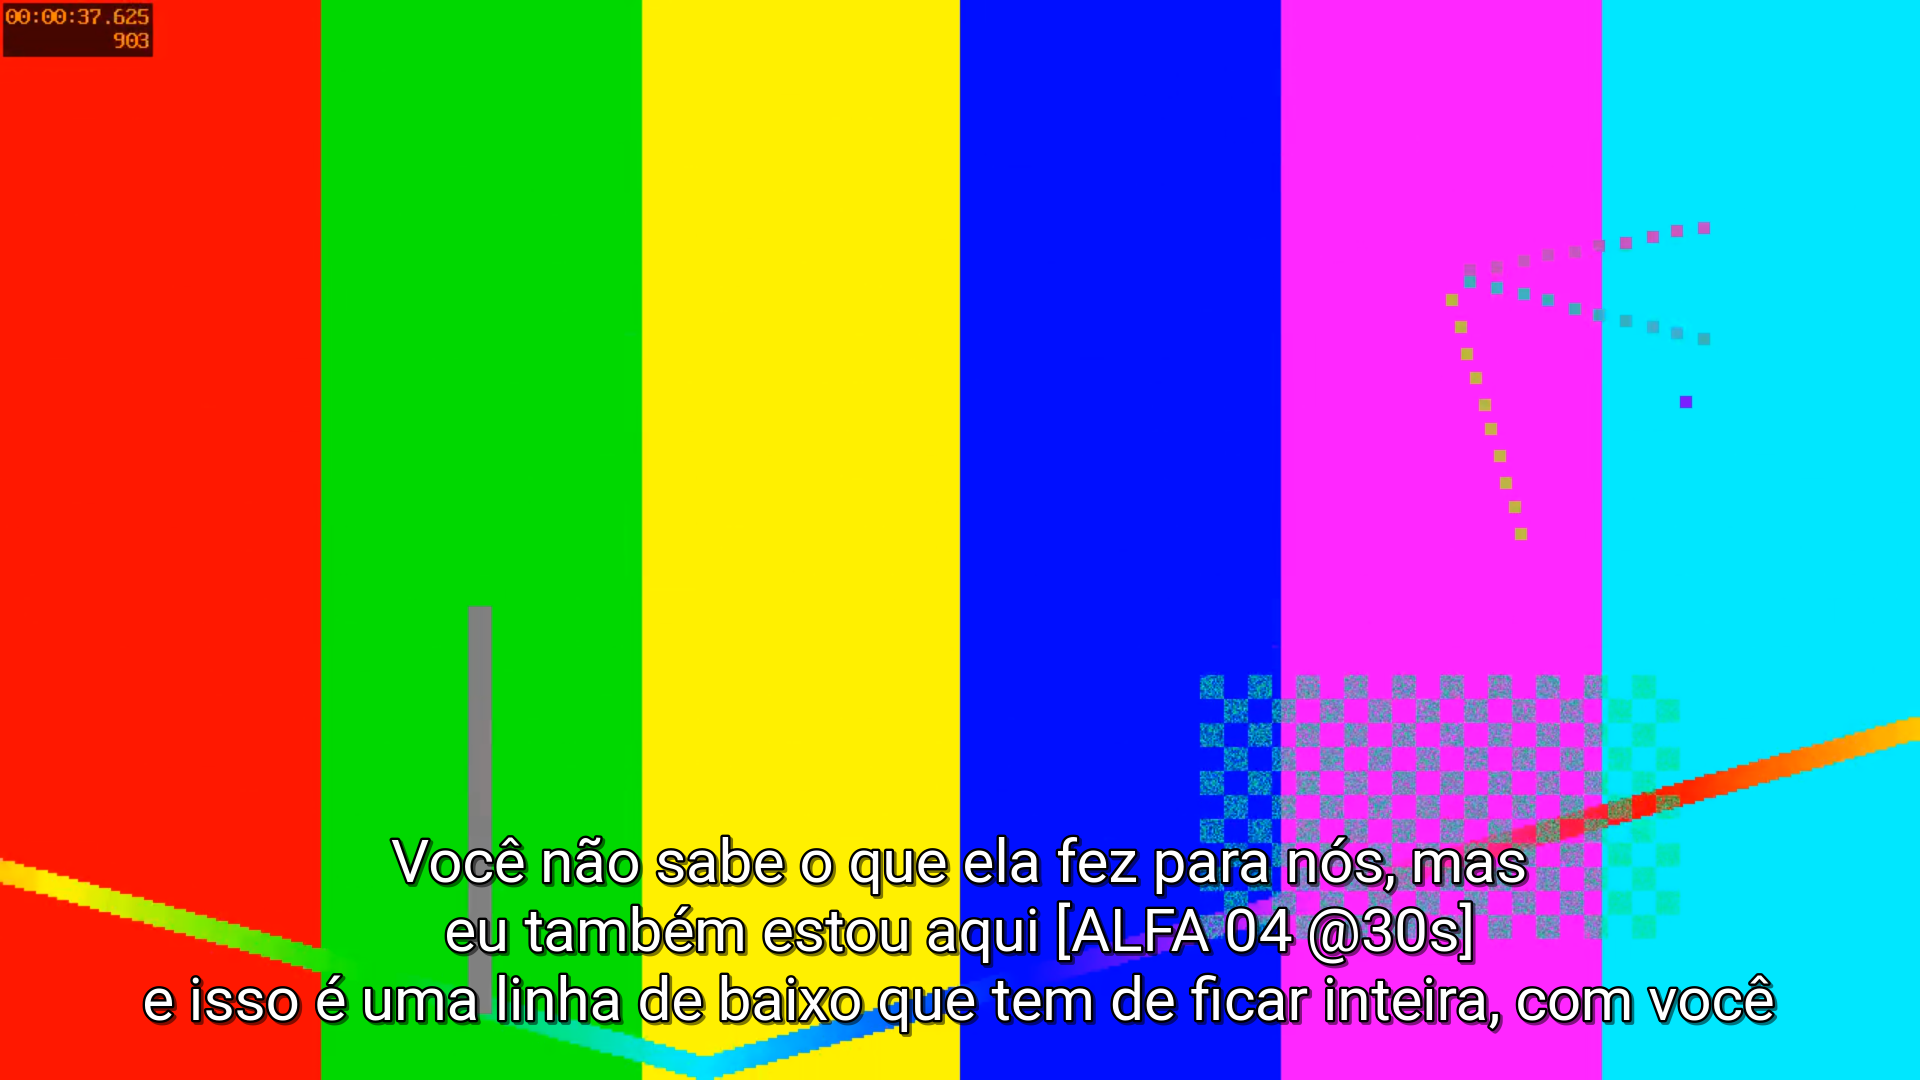 00:00:37.625
903
Você não sabe o que ela fez para nós, mas
eu também estou aqui [ALFA 04 @30s]
e isso é uma linha de baixo que tem de ficar inteira, com você